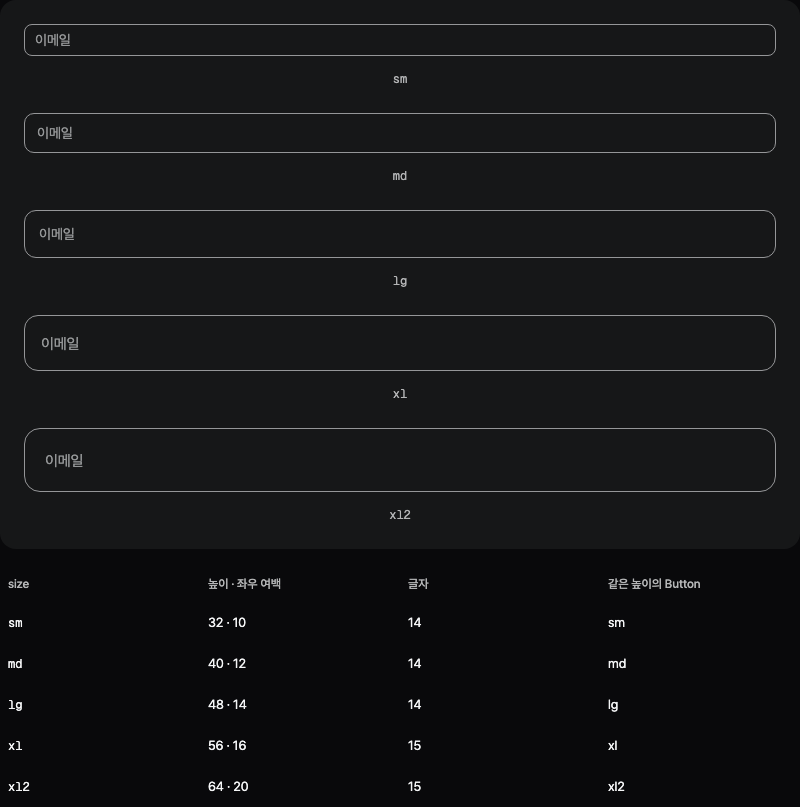 이메일
sm
이메일
md
이메일
lg
이메일
xl
이메일
xl2
size 높이 · 좌우 여백 글자 같은 높이의 Button
sm 32 · 10 14 sm
md 40 · 12 14 md
lg 48 · 14 14 lg
xl 56 · 16 15 xl
xl2 64 · 20 15 xl2